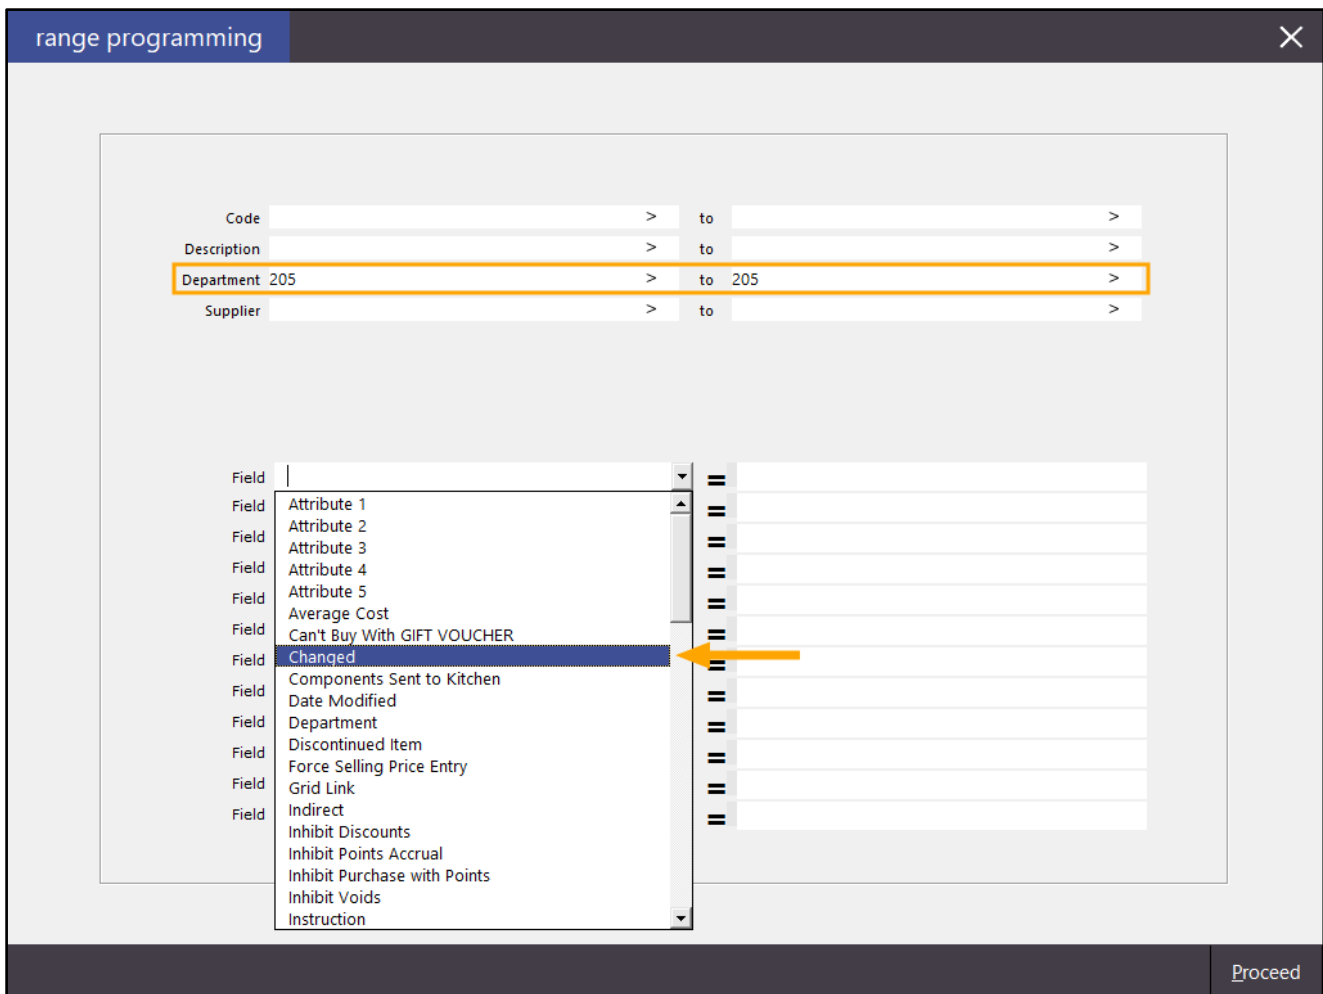 range programming
Code > to >
Description > to >
Department 205 > to 205 >
Supplier > to >
Field =
Field Attribute 1 =
Attribute 2
Field Attribute 3 =
Field Attribute 4 =
Field Attribute 5 =
Average Cost
Field Can't Buy With GIFT VOUCHER =
Field Changed =
Components Sent to Kitchen
Field Date Modified =
Field Department =
Field Discontinued Item =
Force Selling Price Entry
Field Grid Link =
Field Indirect =
Inhibit Discounts
Inhibit Points Accrual
Inhibit Purchase with Points
Inhibit Voids
Instruction
Proceed